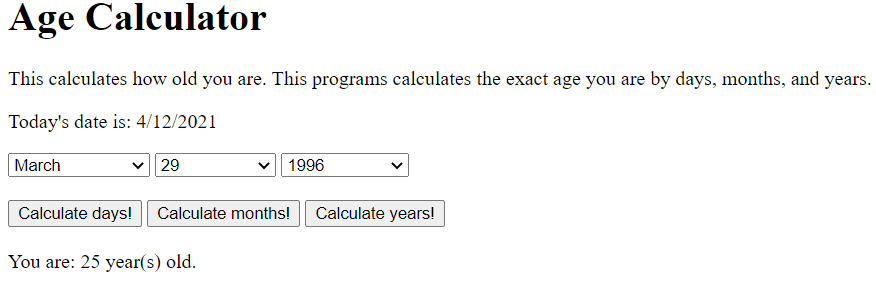 Age Calculator
This calculates how old you are. This programs calculates the exact age you are by days, months, and years.
Today's date is: 4/12/2021
March 29 1996
Calculate days! Calculate months! Calculate years!
You are: 25 year(s) old.